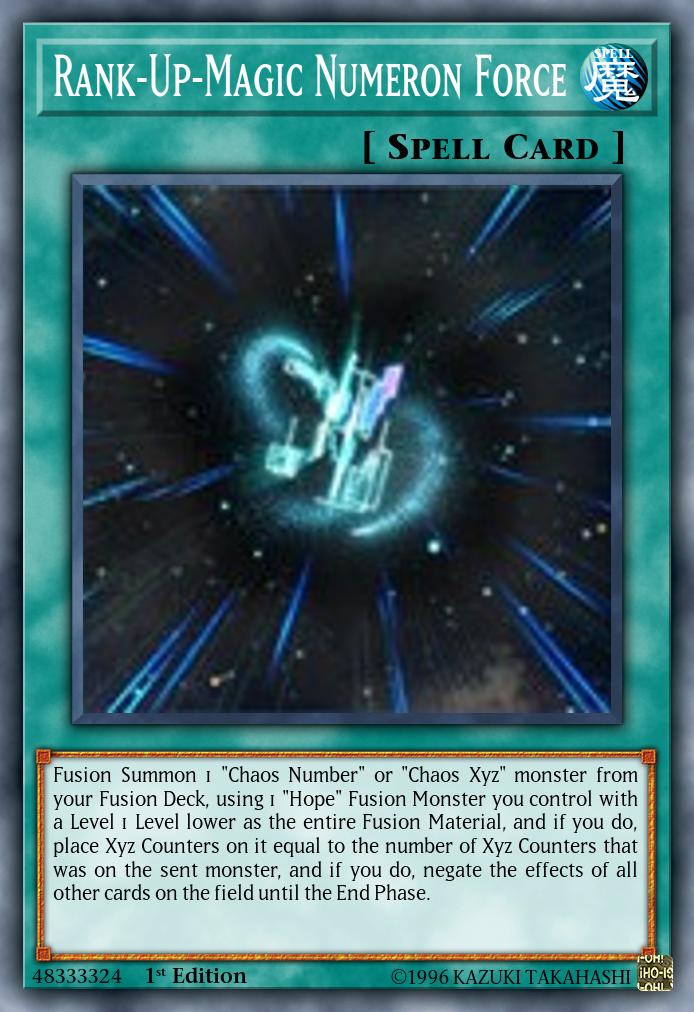 Rank-Up-Magic Numeron Force
SPELL
魔
[ Spell Card ]
Fusion Summon 1 "Chaos Number" or "Chaos Xyz" monster from
your Fusion Deck, using 1 "Hope" Fusion Monster you control with
a Level 1 Level lower as the entire Fusion Material, and if you do,
place Xyz Counters on it equal to the number of Xyz Counters that
was on the sent monster, and if you do, negate the effects of all
other cards on the field until the End Phase.
48333324 1st Edition ©1996 KAZUKI TAKAHASHI